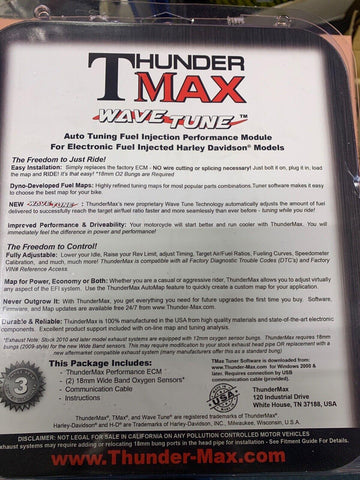 THUNDER
MAX
WAVE TUNE™
Auto Tuning Fuel Injection Performance Module
For Electronic Fuel Injected Harley Davidson® Models
The Freedom to Just Ride!
Easy Installation: Simply replaces the factory ECM - NO wire cutting or splicing necessary! Just bolt it on, plug it in, load
the map and RIDE! It's that easy! *18mm O2 Bungs are Required
Dyno-Developed Fuel Maps: Highly refined tuning maps for most popular parts combinations. Tuner software makes it easy
to choose the best map for your bike.
NEW WAVE TUNE: ThunderMax's new proprietary Wave Tune Technology automatically adjusts the amount of fuel
delivered to successfully reach the target air/fuel ratio faster and more seamlessly than ever before - tuning while you ride!
Improved Performance & Driveability: Your motorcycle will start better and run cooler with ThunderMax. You will
immediately feel the difference in power and performance!
The Freedom to Control!
Fully Adjustable: Lower your Idle, Raise your Rev Limit, adjust Timing, Target Air/Fuel Ratios, Fueling Curves, Speedometer
Calibration, and much, much more! ThunderMax is compatible with all Factory Diagnostic Trouble Codes (DTC's) and Factory
VIN# Reference Access.
Map for Power, Economy or Both: Whether you are a casual or aggressive rider, ThunderMax allows you to adjust virtually
any aspect of the EFI system. Use the ThunderMax AutoMap feature to quickly create a custom map for your application.
Never Outgrow It: With ThunderMax, you get everything you need for future upgrades the first time you buy. Software,
Firmware, and Map updates are available free 24/7 from www.Thunder-Max.com.
Durable & Reliable: ThunderMax is 100% manufactured in the USA from high quality materials and state-of-the-art electronic
components. Excellent product support included with on-line map and tuning analysis.
*Exhaust Note: Stock 2010 and later model exhaust systems are equipped with 12mm oxygen sensor bungs. ThunderMax requires 18mm
bungs (2009-style) for the new Wide Band sensors. This may require modification to your stock exhaust head pipe OR replacement with a
new aftermarket compatible exhaust system (manufacturers offer this as a standard bung)
3
This Package Includes:
- ThunderMax Performance ECM
- (2) 18mm Wide Band Oxygen Sensors*
- Communication Cable
- Instructions
TMax Tuner Software is downloaded from:
www.Thunder-Max.com for Windows 2000 &
later. Requires connection by USB
communication cable (provided).
USA
ThunderMax
120 Industrial Drive
White House, TN 37188, USA
ThunderMax®, TMax®, and Wave Tune® are registered trademarks of ThunderMax®
Harley-Davidson® and H-D® are Trademarks of Harley-Davidson, INC., Milwaukee, Wisconsin, U.S.A.
DISCLAIMER: NOT LEGAL FOR SALE IN CALIFORNIA ON ANY POLLUTION CONTROLLED MOTOR VEHICLES
Exhaust systems may require adding or relocating 18mm bung ports in the head pipe for installation - See Fitment Guide For Details.
www.Thunder-Max.com